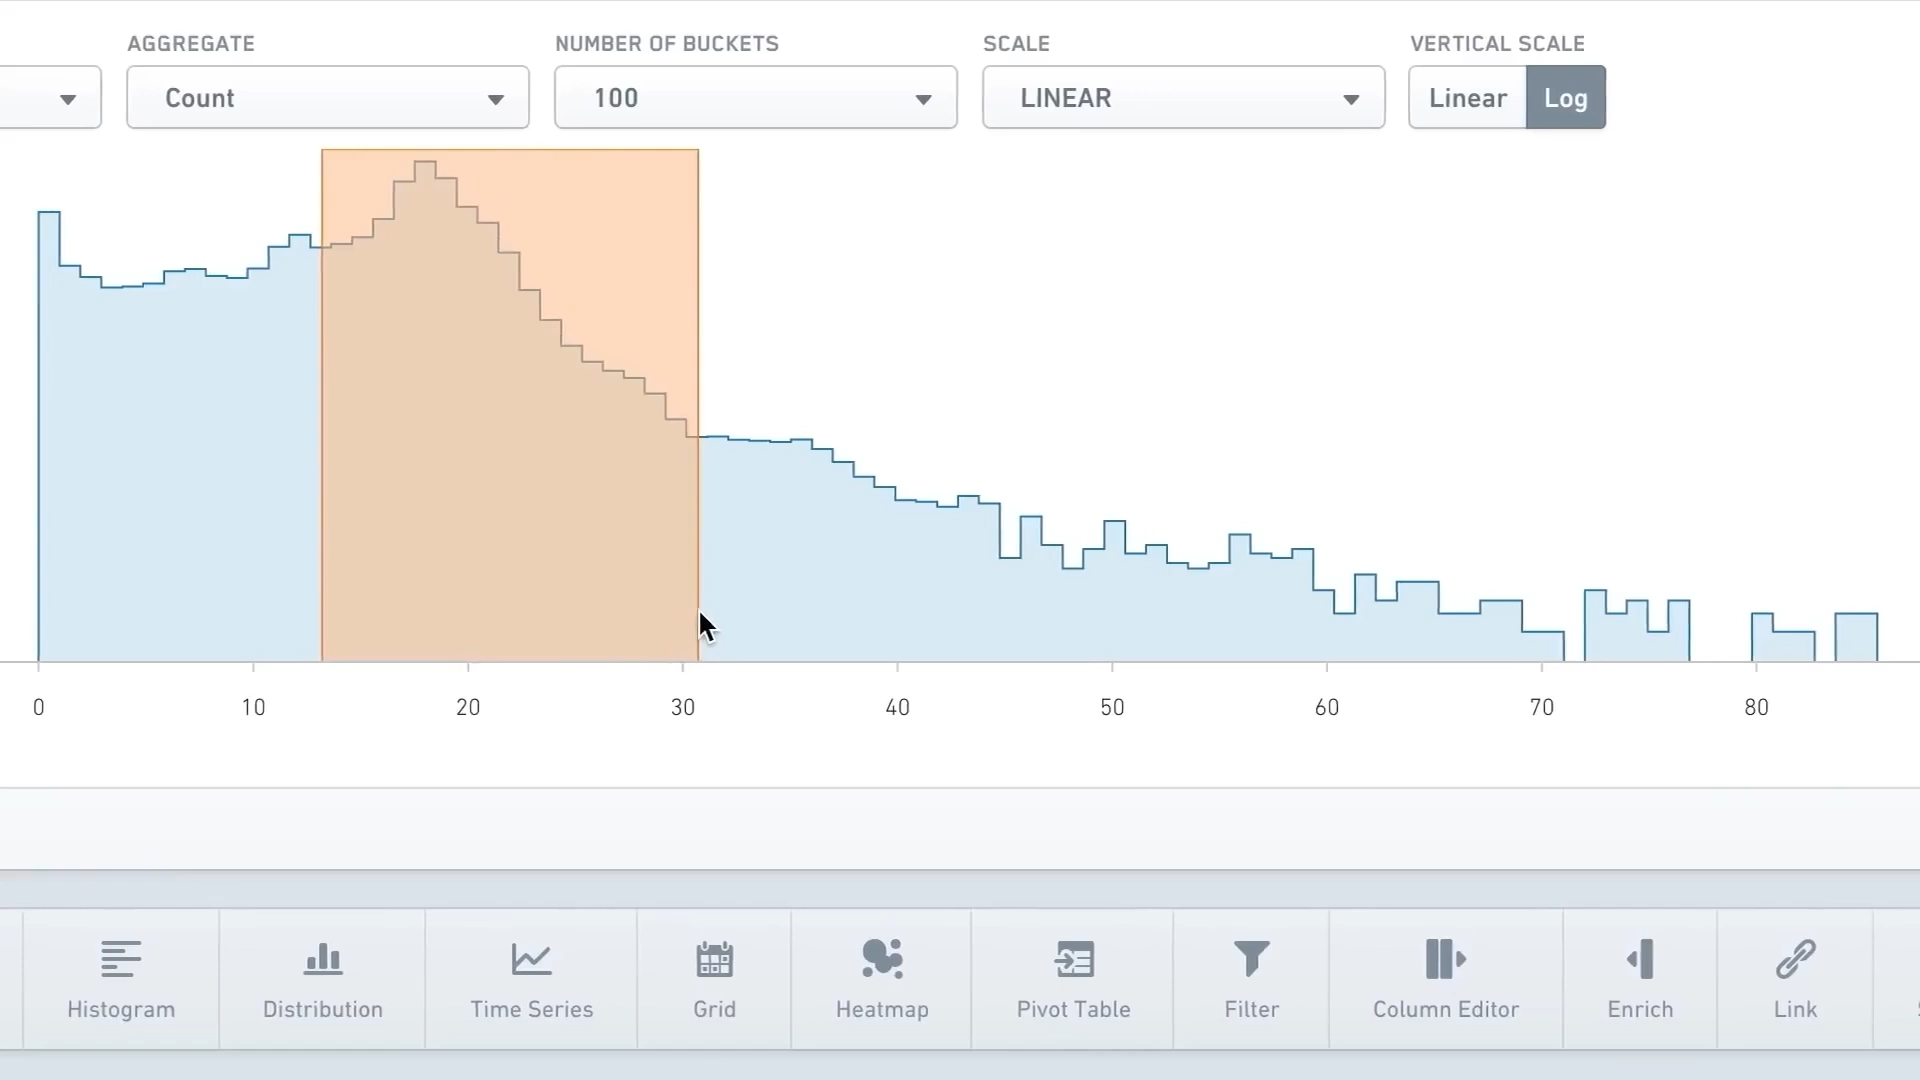 AGGREGATE
NUMBER OF BUCKETS
SCALE
VERTICAL SCALE
Count
100
LINEAR
Linear
Log
0
10
20
30
40
50
60
70
80
Histogram
Distribution
Time Series
Grid
Heatmap
Pivot Table
Filter
Column Editor
Enrich
Link